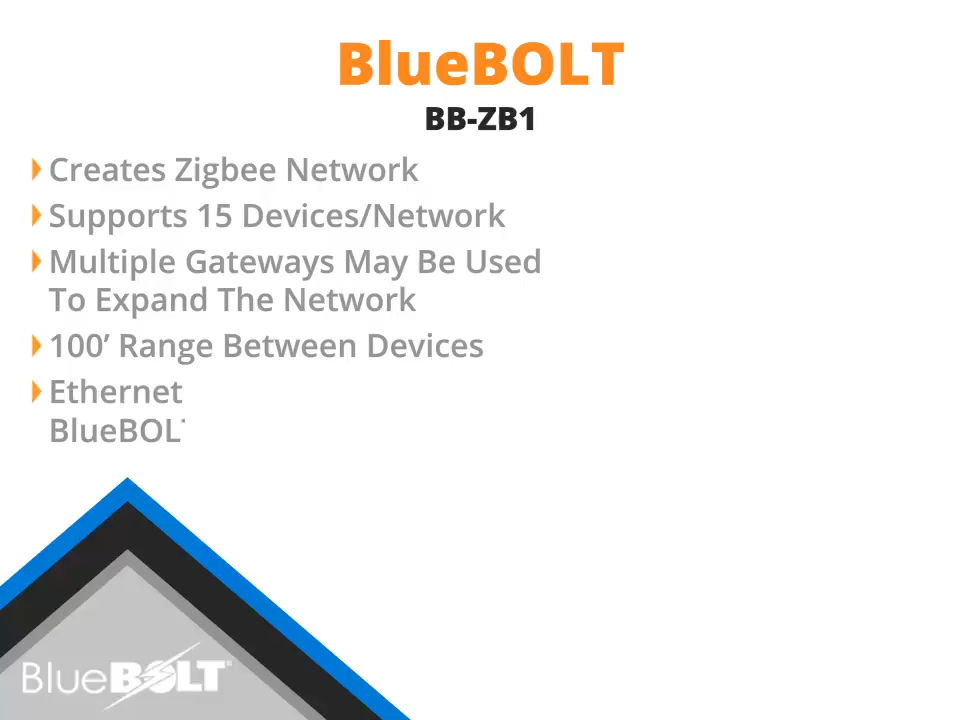 BlueBOLT
BB-ZB1
Creates Zigbee Network
Supports 15 Devices/Network
Multiple Gateways May Be Used
To Expand The Network
100’ Range Between Devices
Ethernet
BlueBOL
BlueBOLT®